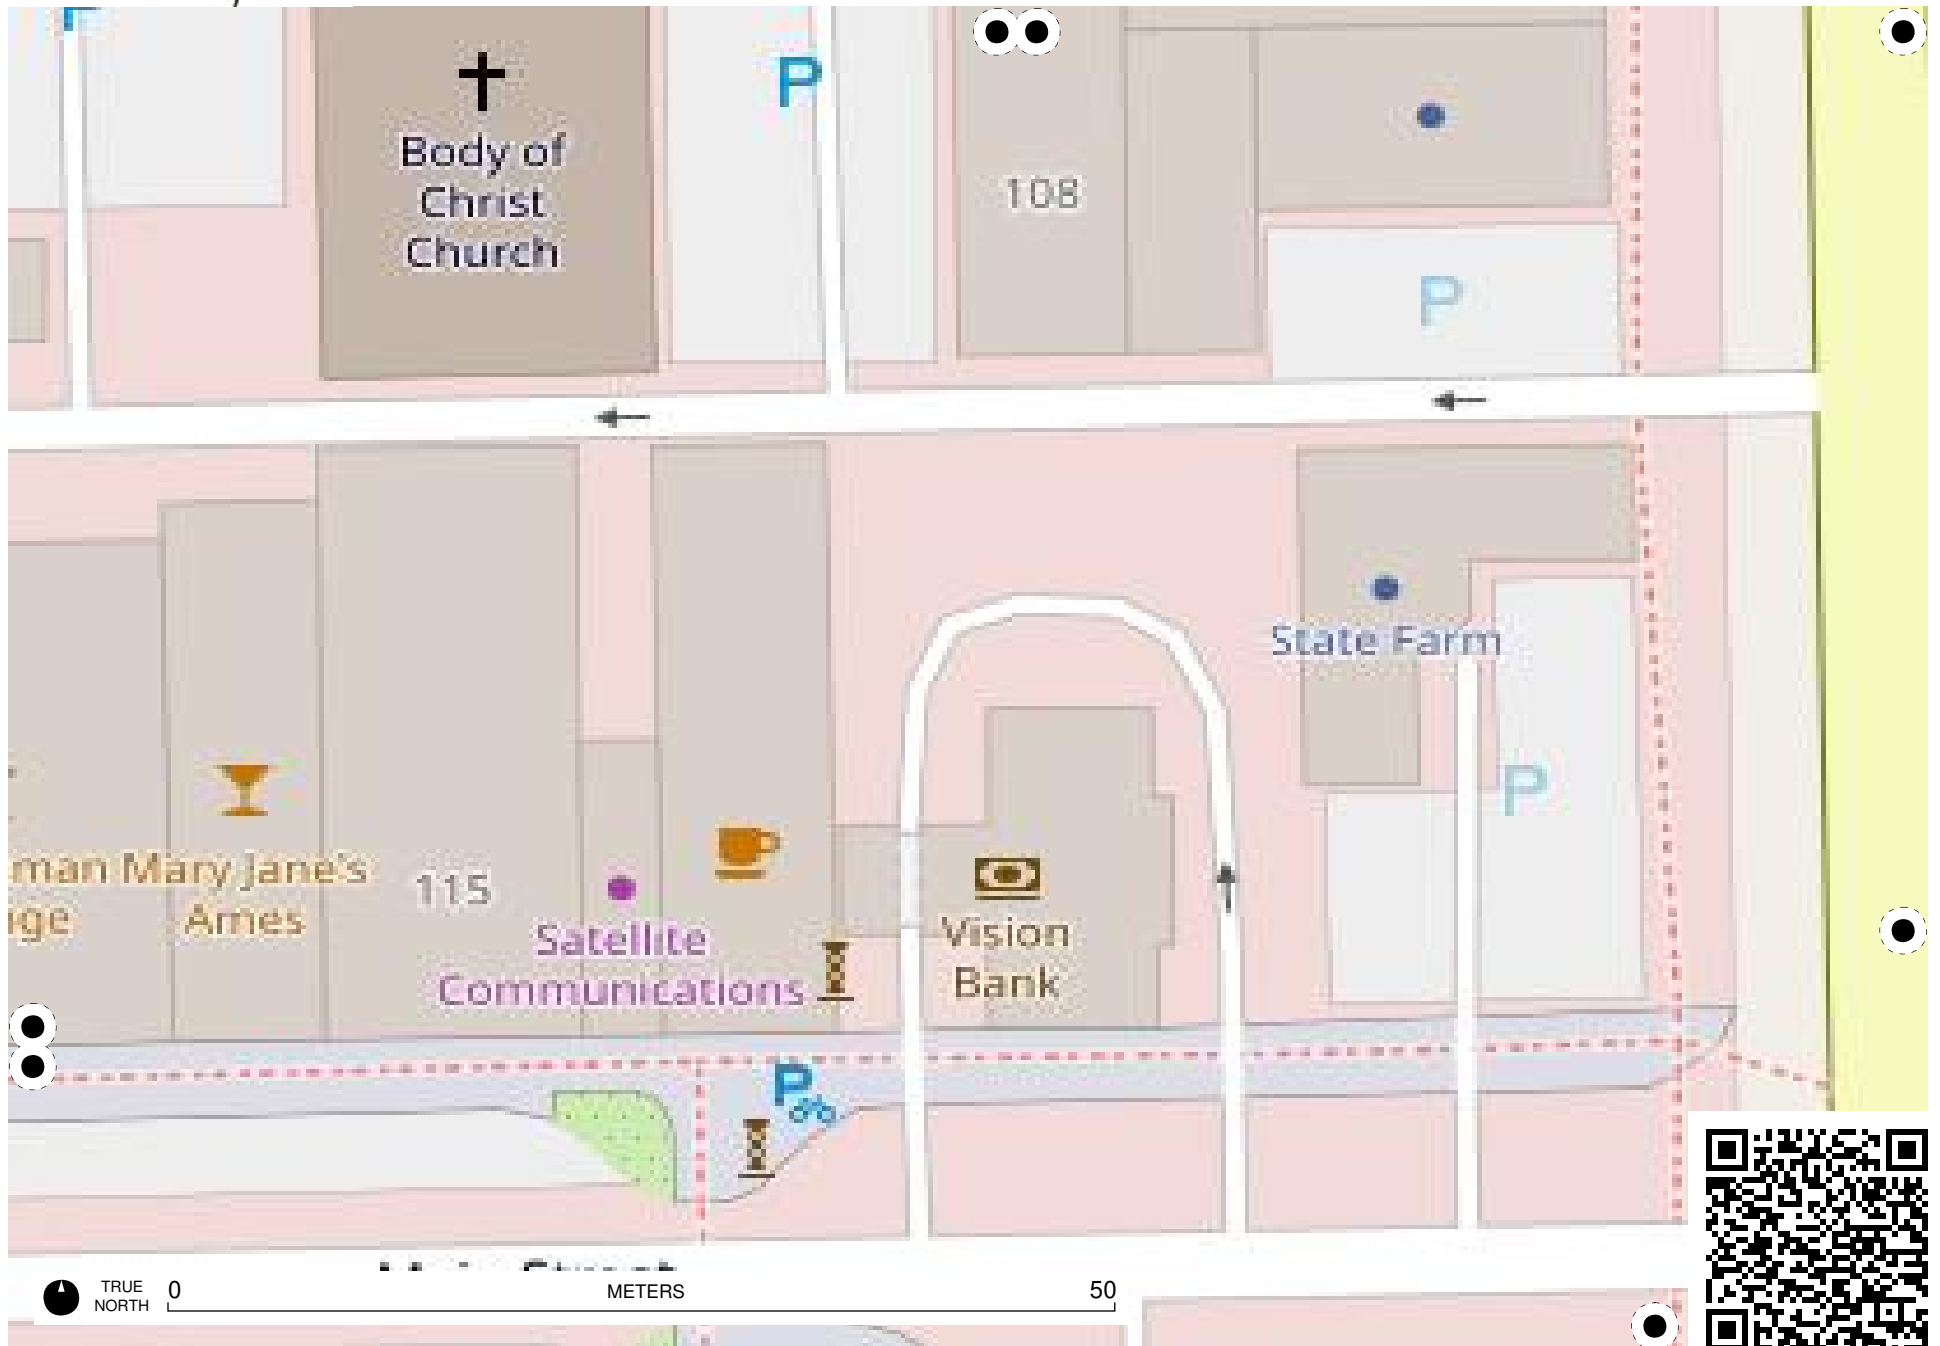 P
P
Body of
Christ
Church
108
P
State Farm
P
man
ge
Mary Jane's
Ames
115
Satellite
Communications
Vision
Bank
P
TRUE
NORTH
0
METERS
50